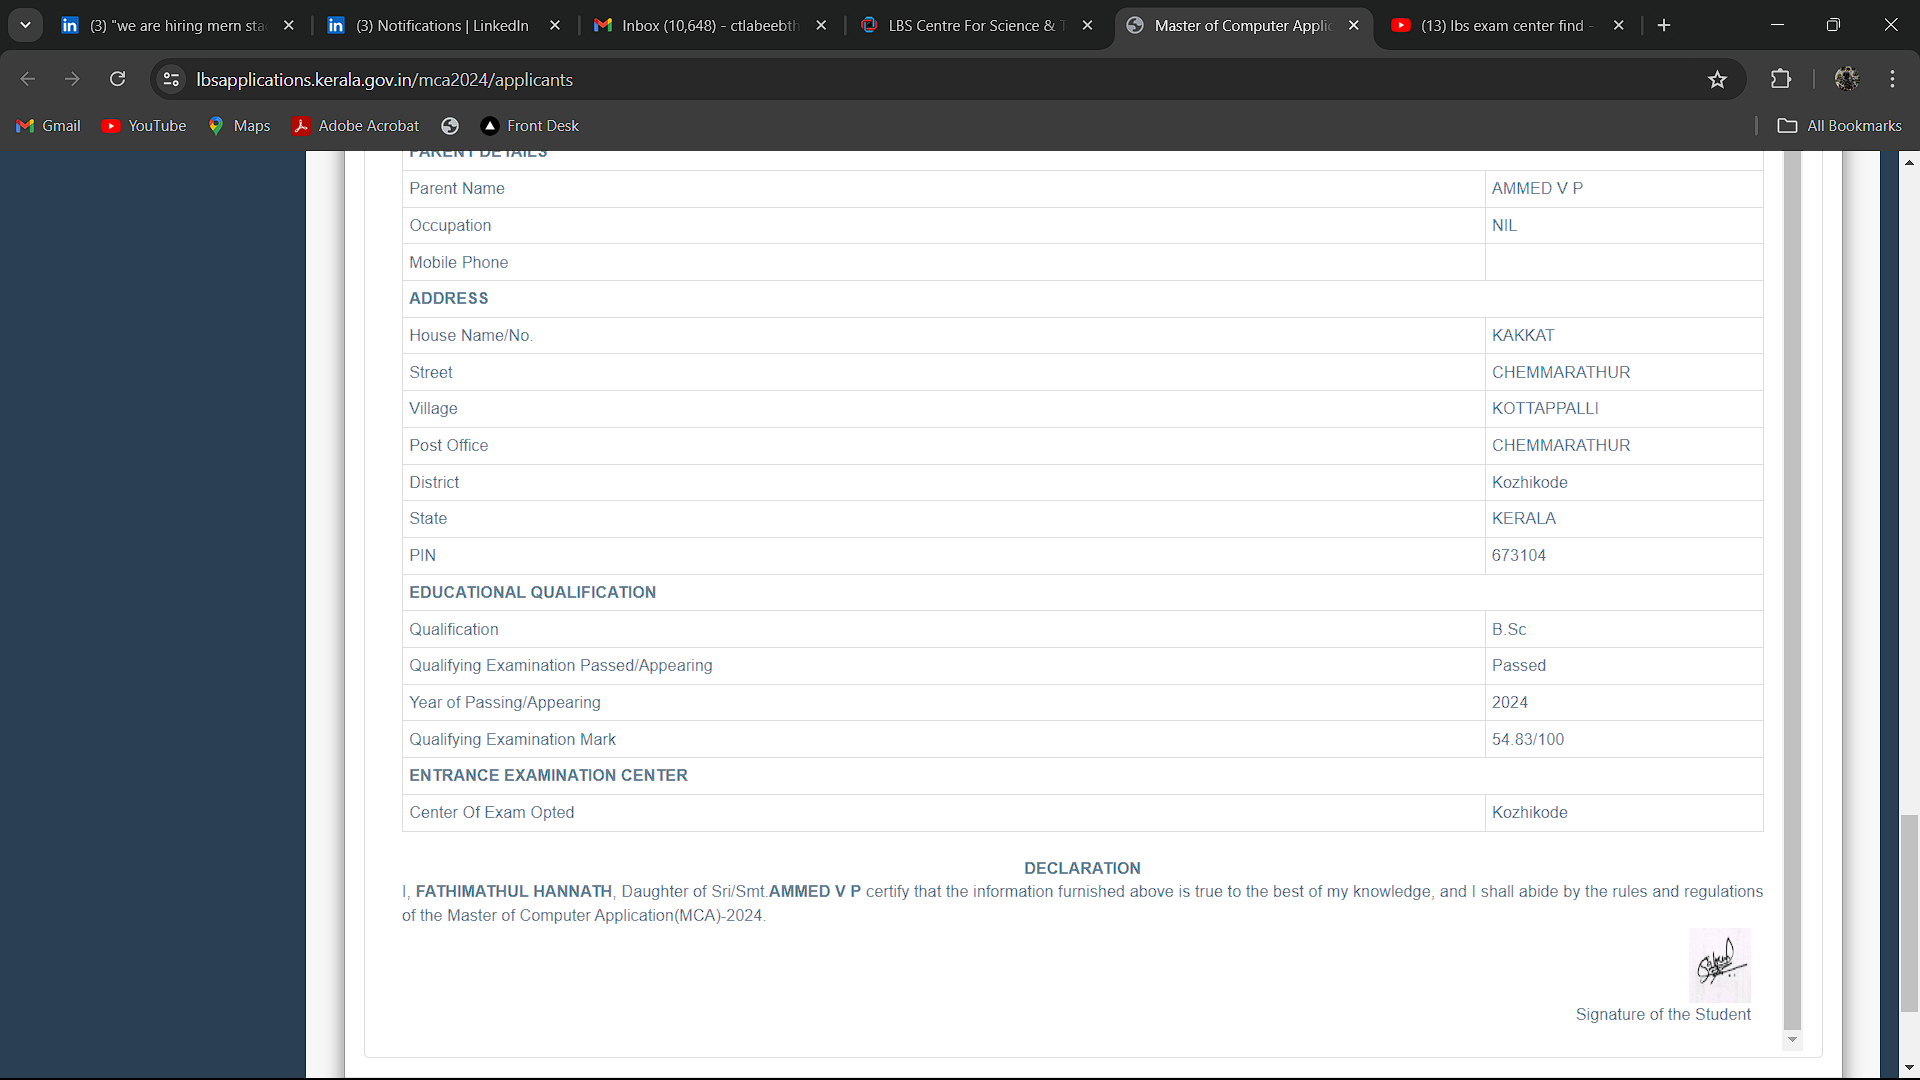 (3) "we are hiring mern sta
(3) Notifications | LinkedIn
Inbox (10,648) - ctlabeebth
LBS Centre For Science & T
Master of Computer Applic
(13) lbs exam center find -
lbsapplications.kerala.gov.in/mca2024/applicants
Gmail
YouTube
Maps
Adobe Acrobat
Front Desk
All Bookmarks
PARENT DETAILS
Parent Name AMMED V P
Occupation NIL
Mobile Phone
ADDRESS
House Name/No. KAKKAT
Street CHEMMARATHUR
Village KOTTAPPALLI
Post Office CHEMMARATHUR
District Kozhikode
State KERALA
PIN 673104
EDUCATIONAL QUALIFICATION
Qualification B.Sc
Qualifying Examination Passed/Appearing Passed
Year of Passing/Appearing 2024
Qualifying Examination Mark 54.83/100
ENTRANCE EXAMINATION CENTER
Center Of Exam Opted Kozhikode
DECLARATION
I, FATHIMATHUL HANNATH, Daughter of Sri/Smt.AMMED V P certify that the information furnished above is true to the best of my knowledge, and I shall abide by the rules and regulations
of the Master of Computer Application(MCA)-2024.
Signature of the Student